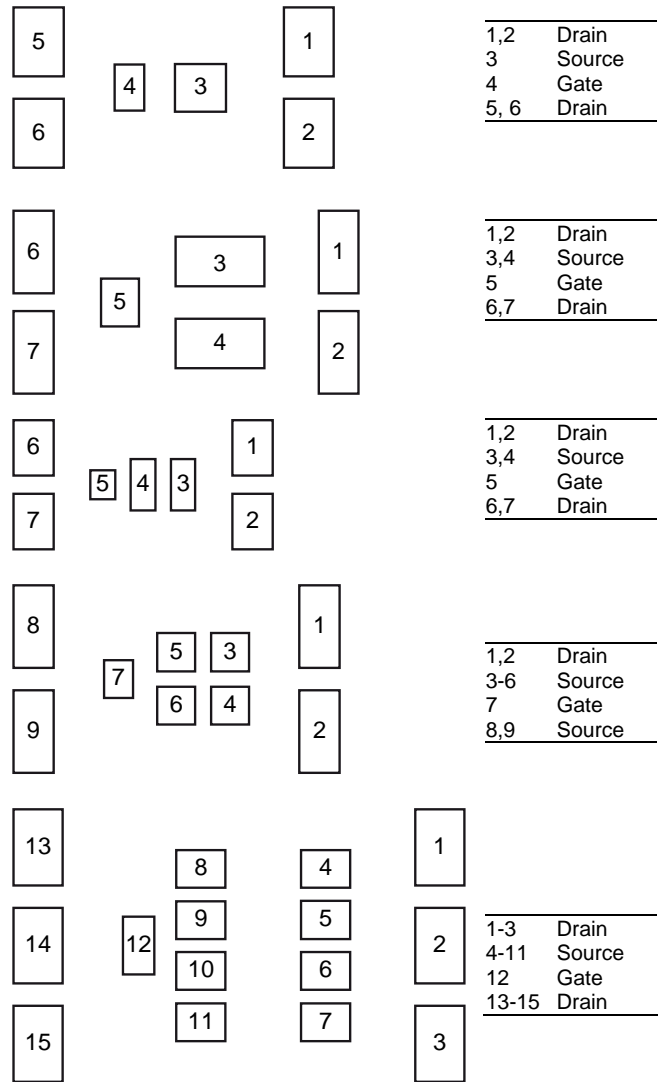 5 1
4 3
6 2
1,2 Drain
3 Source
4 Gate
5, 6 Drain
6 3 1
5
7 4 2
1,2 Drain
3,4 Source
5 Gate
6,7 Drain
6 1
5 4 3
7 2
1,2 Drain
3,4 Source
5 Gate
6,7 Drain
8 1
5 3
7
6 4
9 2
1,2 Drain
3-6 Source
7 Gate
8,9 Source
13 1
8 4
9 5
14 12 2
10 6
11 7
15 3
1-3 Drain
4-11 Source
12 Gate
13-15 Drain